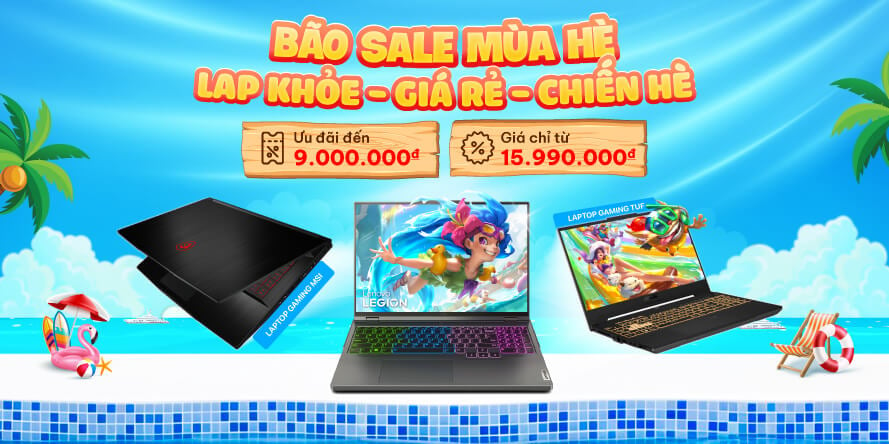 BÃO SALE MÙA HÈ
LAP KHỎE - GIÁ RẺ - CHIẾN HÈ
Ưu đãi đến
9.000.000đ
Giá chỉ từ
15.990.000đ
LAPTOP GAMING MSI
Lenovo
LEGION
LAPTOP GAMING TUF